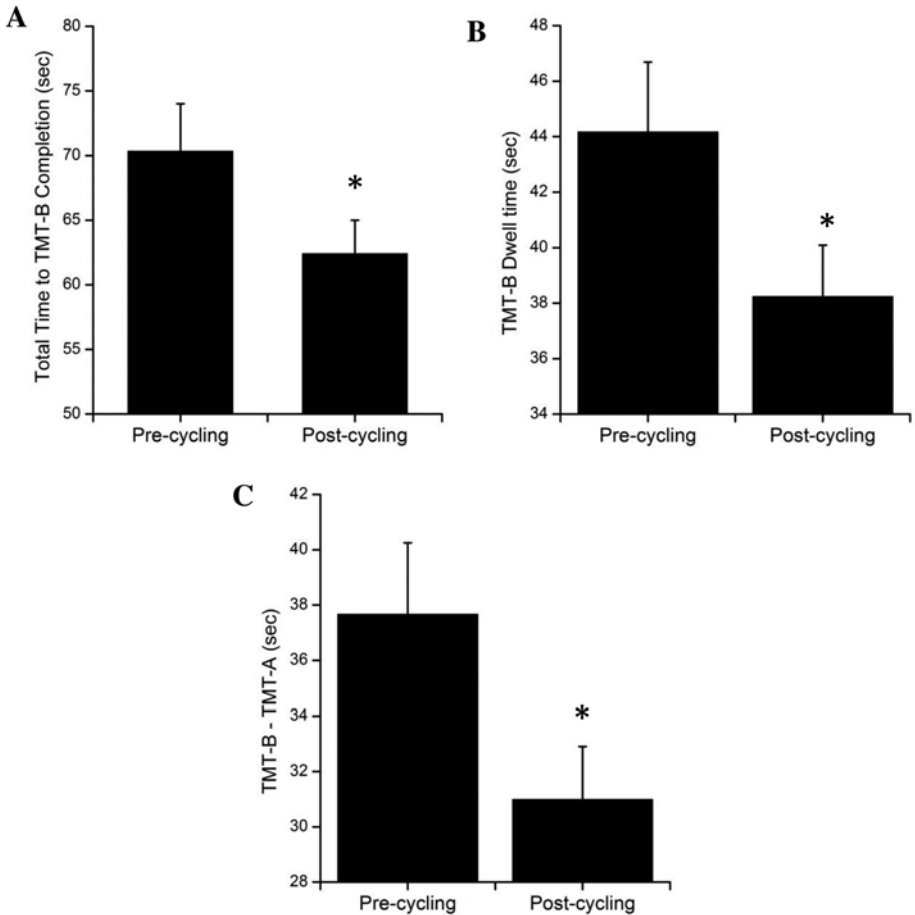 A
Total Time to TMT-B Completion (sec)
80
75
70
65
60
55
50
*
Pre-cycling
Post-cycling
B
TMT-B Dwell time (sec)
48
46
44
42
40
38
36
34
*
Pre-cycling
Post-cycling
C
TMT-B - TMT-A (sec)
42
40
38
36
34
32
30
28
*
Pre-cycling
Post-cycling